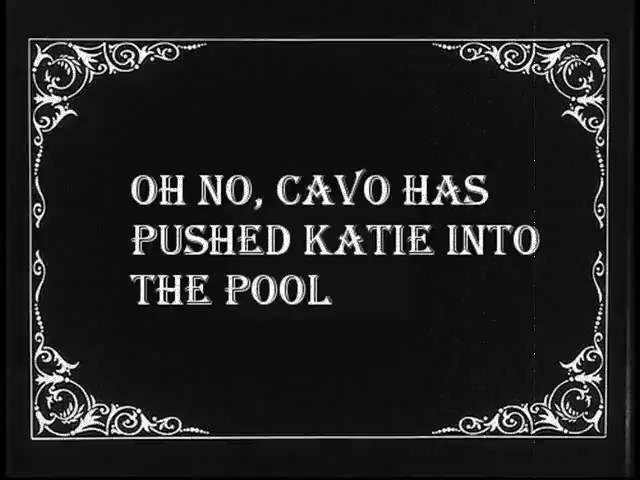 OH NO, CAVO HAS
PUSHED KATIE INTO
THE POOL